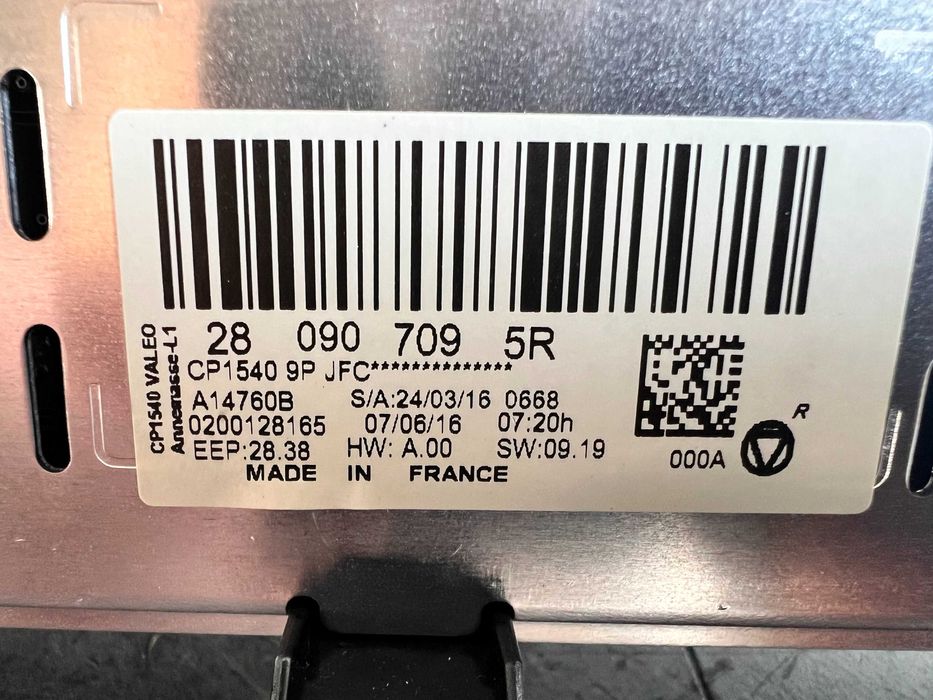 CP1540 VALEO
Annemasse-L1
28 090 709 5R
CP1540 9P JFC**************
A14760B S/A:24/03/16 0668
0200128165 07/06/16 07:20h
EEP:28.38 HW: A.00 SW:09.19
MADE IN FRANCE
000A
R